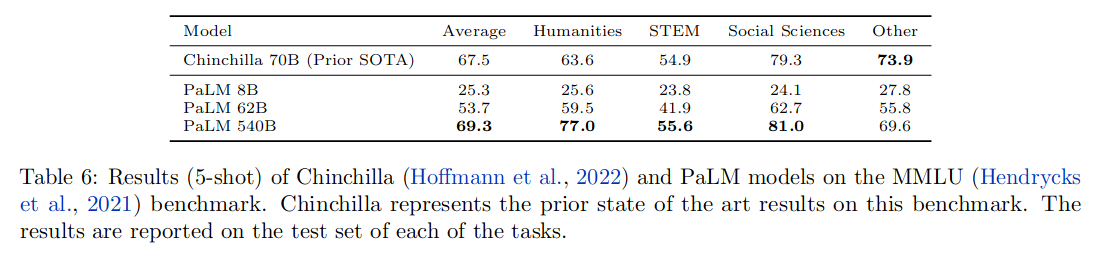 Model Average Humanities STEM Social Sciences Other
Chinchilla 70B (Prior SOTA) 67.5 63.6 54.9 79.3 73.9
PaLM 8B 25.3 25.6 23.8 24.1 27.8
PaLM 62B 53.7 59.5 41.9 62.7 55.8
PaLM 540B 69.3 77.0 55.6 81.0 69.6
Table 6: Results (5-shot) of Chinchilla (Hoffmann et al., 2022) and PaLM models on the MMLU (Hendrycks
et al., 2021) benchmark. Chinchilla represents the prior state of the art results on this benchmark. The
results are reported on the test set of each of the tasks.